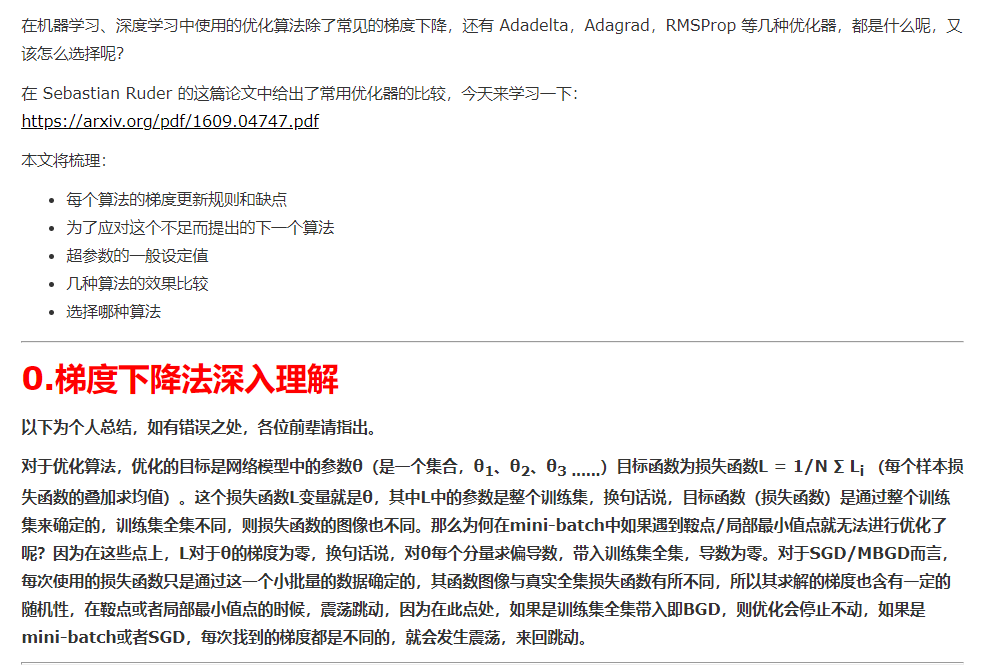 在机器学习、深度学习中使用的优化算法除了常见的梯度下降，还有 Adadelta，Adagrad，RMSProp 等几种优化器，都是什么呢，又
该怎么选择呢？
在 Sebastian Ruder 的这篇论文中给出了常用优化器的比较，今天来学习一下：
https://arxiv.org/pdf/1609.04747.pdf
本文将梳理：
• 每个算法的梯度更新规则和缺点
• 为了应对这个不足而提出的下一个算法
• 超参数的一般设定值
• 几种算法的效果比较
• 选择哪种算法
0.梯度下降法深入理解
以下为个人总结，如有错误之处，各位前辈请指出。
对于优化算法，优化的目标是网络模型中的参数θ（是一个集合，θ₁、θ₂、θ₃ ......）目标函数为损失函数L = 1/N ∑ Lᵢ （每个样本损
失函数的叠加求均值）。这个损失函数L变量就是θ，其中L中的参数是整个训练集，换句话说，目标函数（损失函数）是通过整个训练
集来确定的，训练集全集不同，则损失函数的图像也不同。那么为何在mini-batch中如果遇到鞍点/局部最小值点就无法进行优化了
呢？因为在这些点上，L对于θ的梯度为零，换句话说，对θ每个分量求偏导数，带入训练集全集，导数为零。对于SGD/MBGD而言，
每次使用的损失函数只是通过这一个小批量的数据确定的，其函数图像与真实全集损失函数有所不同，所以其求解的梯度也含有一定的
随机性，在鞍点或者局部最小值点的时候，震荡跳动，因为在此点处，如果是训练集全集带入即BGD，则优化会停止不动，如果是
mini-batch或者SGD，每次找到的梯度都是不同的，就会发生震荡，来回跳动。